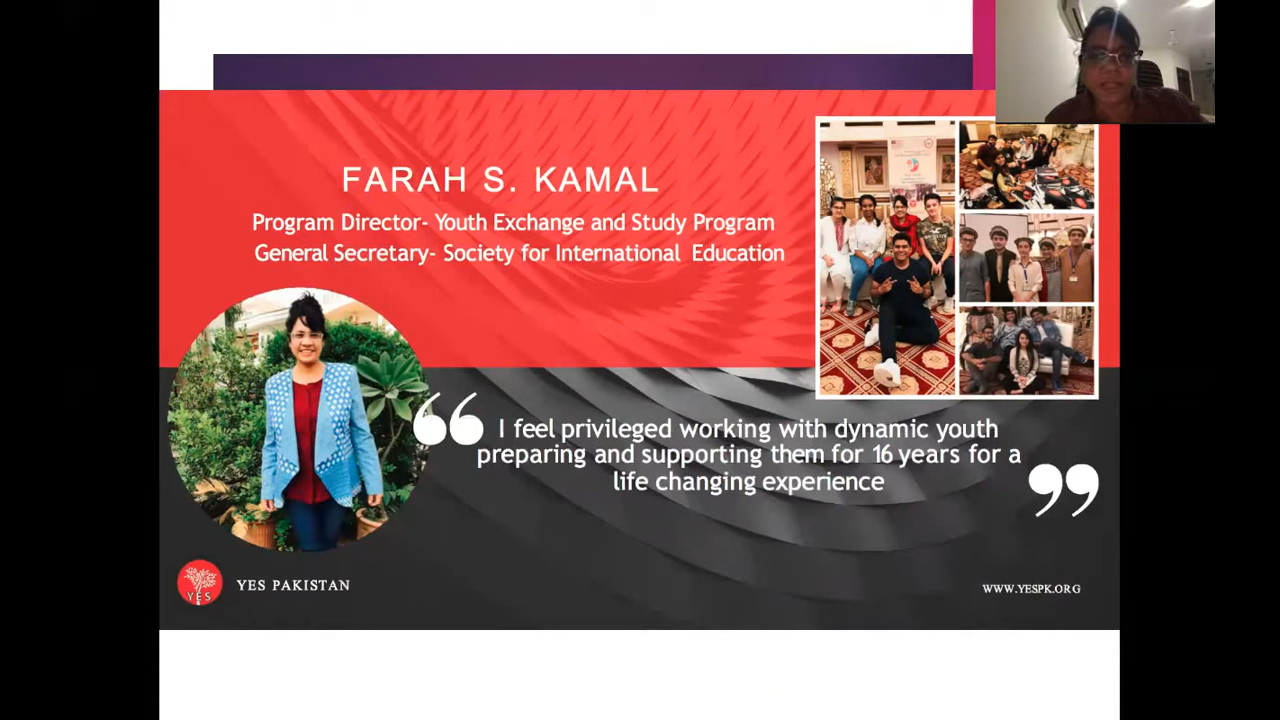 FARAH S. KAMAL
Program Director- Youth Exchange and Study Program
General Secretary- Society for International Education
“ I feel privileged working with dynamic youth
preparing and supporting them for 16 years for a
life changing experience ”
YES
YES PAKISTAN
WWW.YESPK.ORG